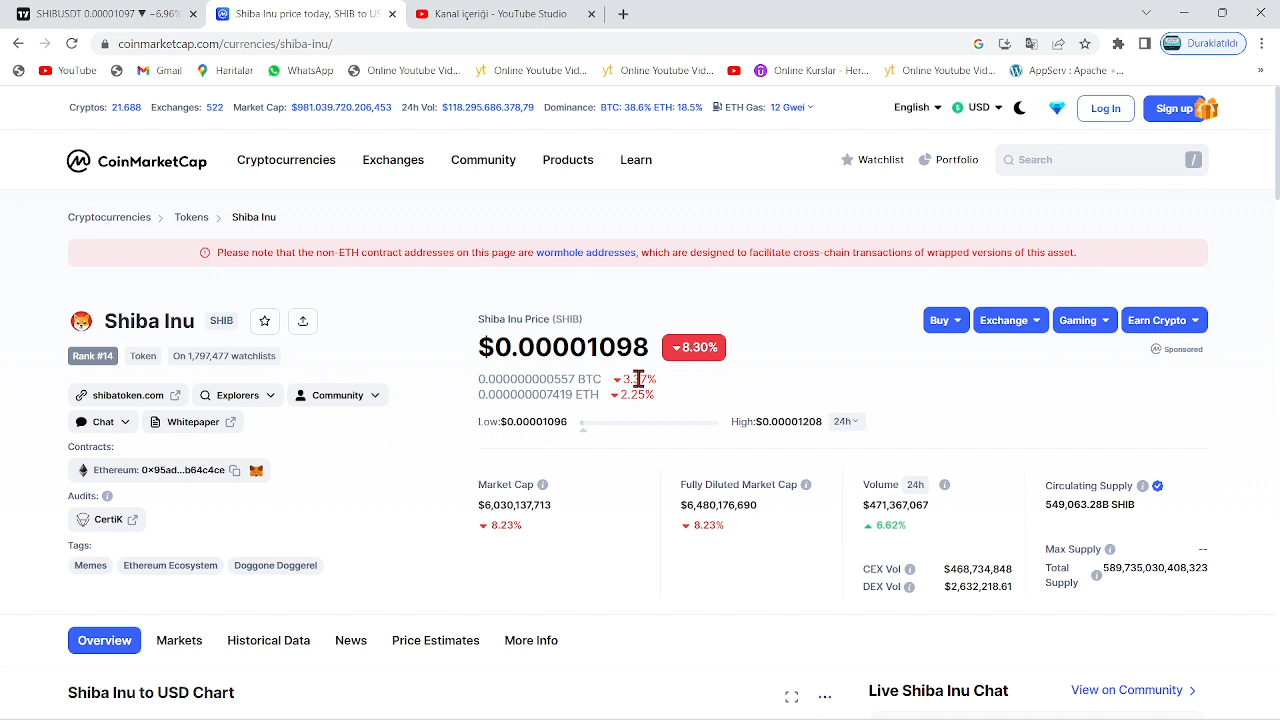 SHIBUSDT 0.00001097 ▼ −6.96%
Shiba Inu price today, SHIB to US
Kanal içeriği - YouTube Studio
coinmarketcap.com/currencies/shiba-inu/
Duraklatıldı
YouTube
Gmail
Haritalar
WhatsApp
Online Youtube Vid...
Online Youtube Vid...
Online Youtube Vid...
Online Kurslar - Her...
Online Youtube Vid...
AppServ : Apache +...
»
Cryptos: 21.688 Exchanges: 522 Market Cap: $981.039.720.206,453 24h Vol: $118.295.686.378,79 Dominance: BTC: 38.6% ETH: 18.5% ETH Gas: 12 Gwei
English
USD
Log In
Sign up
CoinMarketCap
Cryptocurrencies
Exchanges
Community
Products
Learn
Watchlist
Portfolio
Search
/
Cryptocurrencies > Tokens > Shiba Inu
Please note that the non-ETH contract addresses on this page are wormhole addresses, which are designed to facilitate cross-chain transactions of wrapped versions of this asset.
Shiba Inu SHIB
Rank #14
Token
On 1,797,477 watchlists
shibatoken.com
Explorers
Community
Chat
Whitepaper
Contracts:
Ethereum: 0x95ad...b64c4ce
Audits:
CertiK
Tags:
Memes
Ethereum Ecosystem
Doggone Doggerel
Shiba Inu Price (SHIB)
$0.00001098 ▼8.30%
0.000000000557 BTC
0.000000007419 ETH ▼2.25%
Low:$0.00001096
High:$0.00001208
24h
Buy
Exchange
Gaming
Earn Crypto
Sponsored
Market Cap
$6,030,137,713
▼ 8.23%
Fully Diluted Market Cap
$6,480,176,690
▼ 8.23%
Volume 24h
$471,367,067
▲ 6.62%
CEX Vol $468,734,848
DEX Vol $2,632,218.61
Circulating Supply
549,063.28B SHIB
Max Supply --
Total Supply 589,735,030,408,323
Overview
Markets
Historical Data
News
Price Estimates
More Info
Shiba Inu to USD Chart
Live Shiba Inu Chat
View on Community >